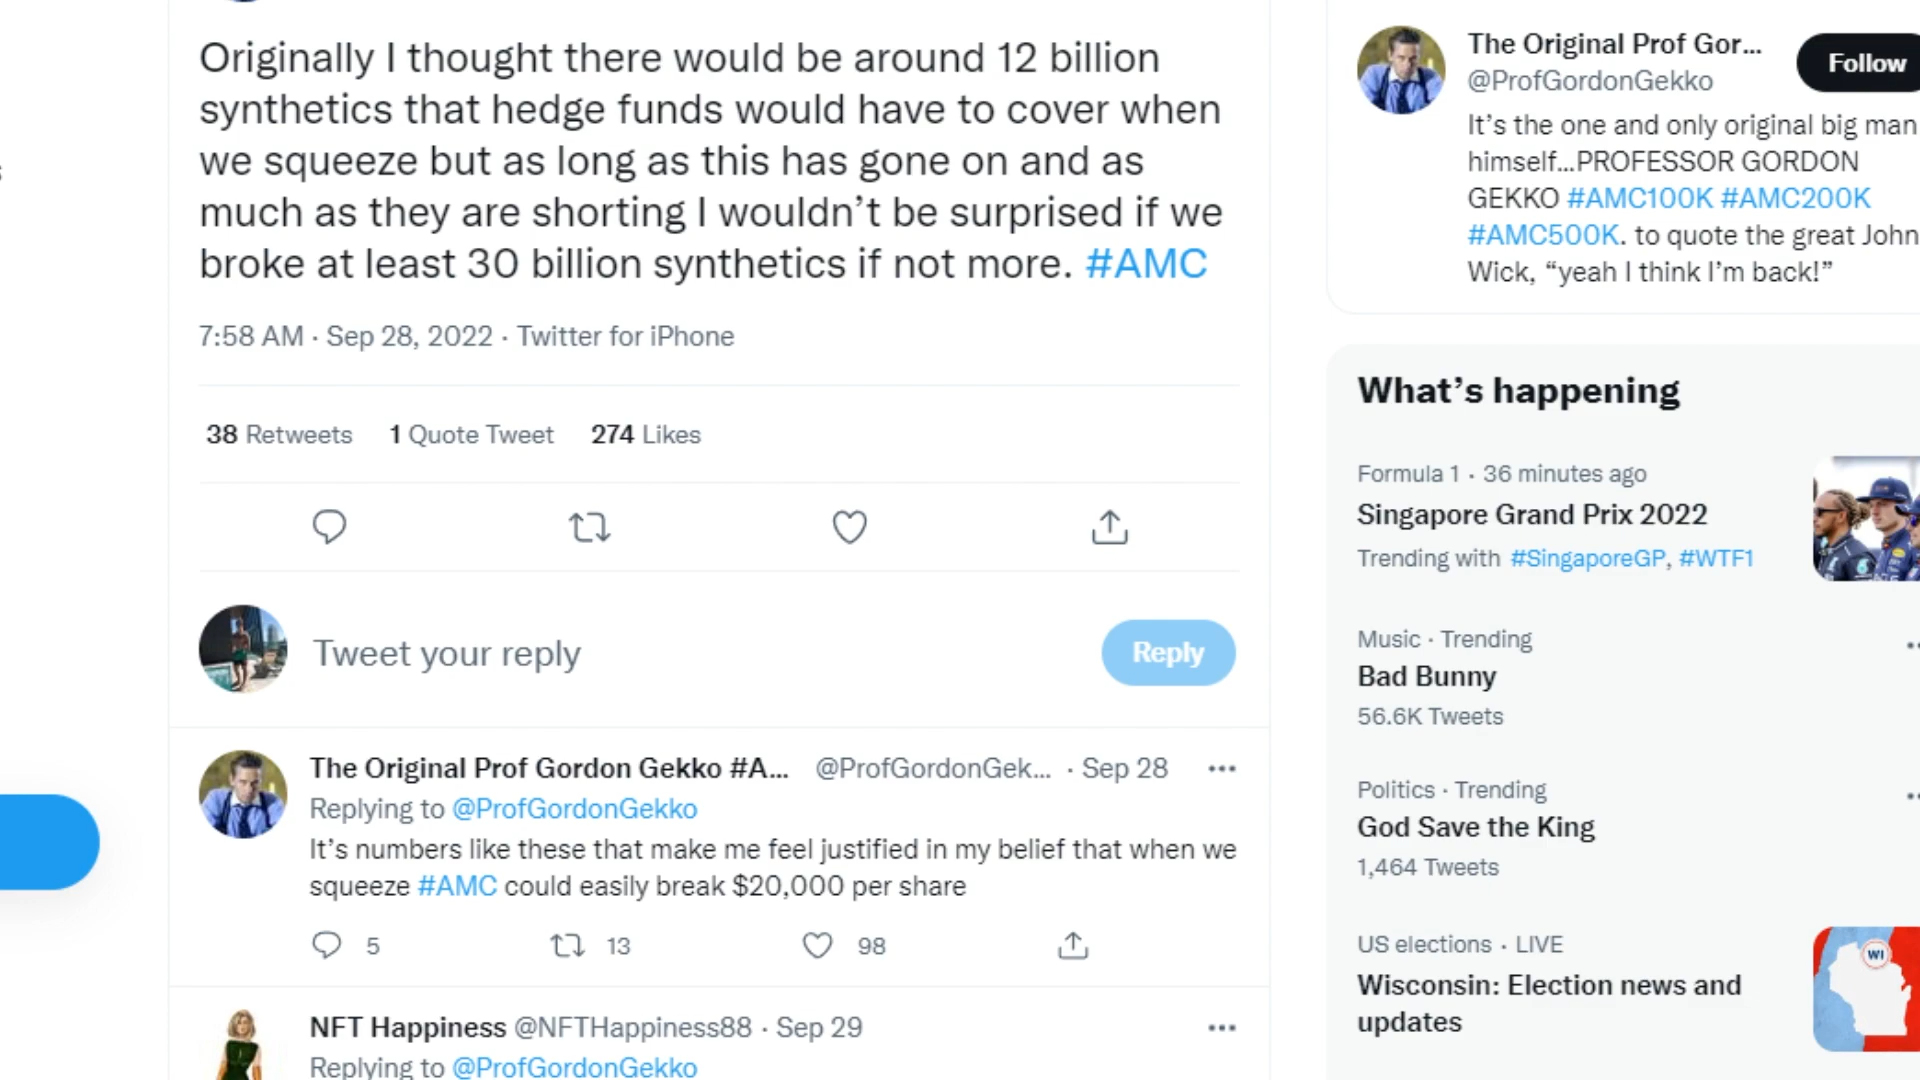 Originally I thought there would be around 12 billion
synthetics that hedge funds would have to cover when
we squeeze but as long as this has gone on and as
much as they are shorting I wouldn’t be surprised if we
broke at least 30 billion synthetics if not more. #AMC
7:58 AM · Sep 28, 2022 · Twitter for iPhone
38 Retweets 1 Quote Tweet 274 Likes
Tweet your reply
Reply
The Original Prof Gordon Gekko #A... @ProfGordonGek... · Sep 28
Replying to @ProfGordonGekko
It’s numbers like these that make me feel justified in my belief that when we
squeeze #AMC could easily break $20,000 per share
5 13 98
NFT Happiness @NFTHappiness88 · Sep 29
Replying to @ProfGordonGekko
The Original Prof Gor...
@ProfGordonGekko
Follow
It’s the one and only original big man
himself...PROFESSOR GORDON
GEKKO #AMC100K #AMC200K
#AMC500K. to quote the great John
Wick, “yeah I think I’m back!”
What’s happening
Formula 1 · 36 minutes ago
Singapore Grand Prix 2022
Trending with #SingaporeGP, #WTF1
Music · Trending
Bad Bunny
56.6K Tweets
Politics · Trending
God Save the King
1,464 Tweets
US elections · LIVE
Wisconsin: Election news and
updates
WI